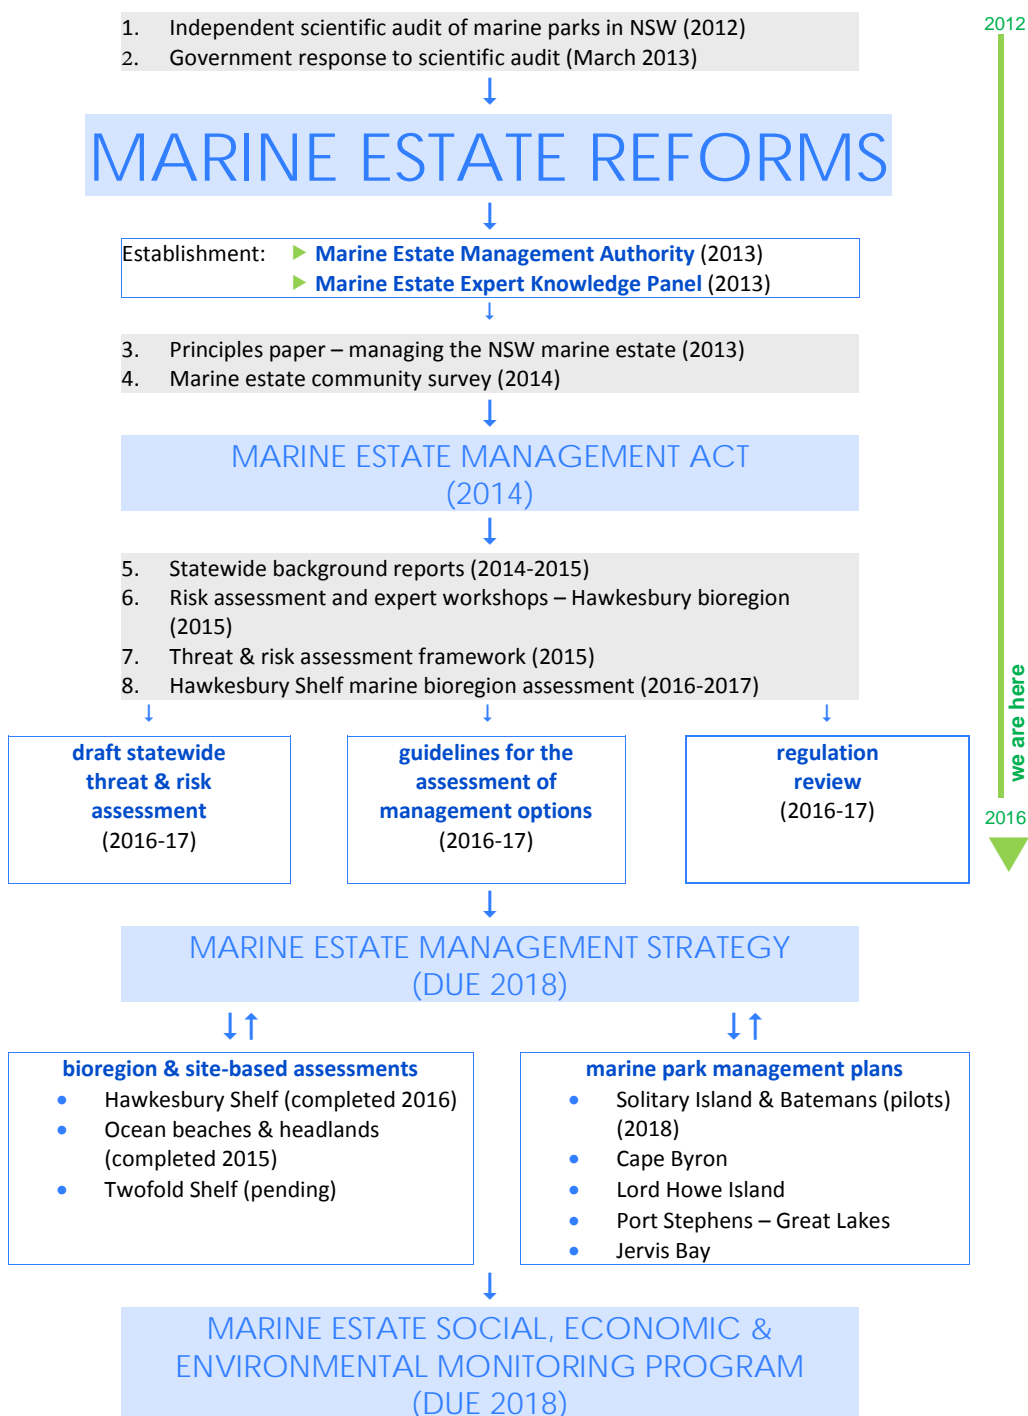 1. Independent scientific audit of marine parks in NSW (2012)
2. Government response to scientific audit (March 2013)
2012
MARINE ESTATE REFORMS
Establishment: Marine Estate Management Authority (2013)
Marine Estate Expert Knowledge Panel (2013)
3. Principles paper – managing the NSW marine estate (2013)
4. Marine estate community survey (2014)
MARINE ESTATE MANAGEMENT ACT
(2014)
5. Statewide background reports (2014-2015)
6. Risk assessment and expert workshops – Hawkesbury bioregion
(2015)
7. Threat & risk assessment framework (2015)
8. Hawkesbury Shelf marine bioregion assessment (2016-2017)
we are here
draft statewide
threat & risk
assessment
(2016-17)
guidelines for the
assessment of
management options
(2016-17)
regulation
review
(2016-17)
2016
MARINE ESTATE MANAGEMENT STRATEGY
(DUE 2018)
bioregion & site-based assessments
• Hawkesbury Shelf (completed 2016)
• Ocean beaches & headlands
(completed 2015)
• Twofold Shelf (pending)
marine park management plans
• Solitary Island & Batemans (pilots)
(2018)
• Cape Byron
• Lord Howe Island
• Port Stephens – Great Lakes
• Jervis Bay
MARINE ESTATE SOCIAL, ECONOMIC &
ENVIRONMENTAL MONITORING PROGRAM
(DUE 2018)